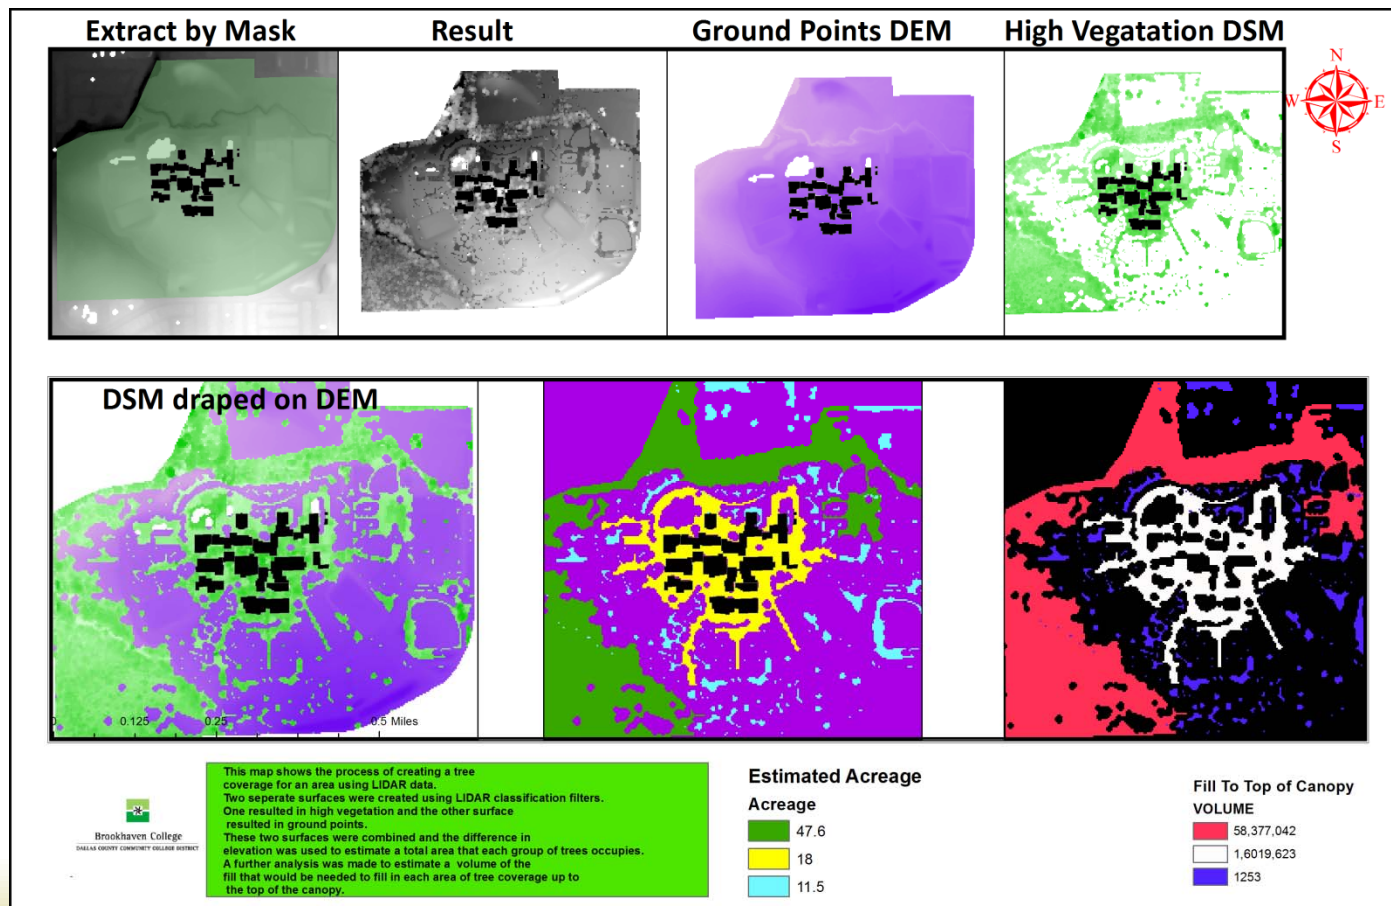 Extract by Mask
Result
Ground Points DEM
High Vegatation DSM
N
W
E
S
DSM draped on DEM
0
0.125
0.25
0.5 Miles
This map shows the process of creating a tree
coverage for an area using LIDAR data.
Two seperate surfaces were created using LIDAR classification filters.
One resulted in high vegetation and the other surface
resulted in ground points.
These two surfaces were combined and the difference in
elevation was used to estimate a total area that each group of trees occupies.
A further analysis was made to estimate a volume of the
fill that would be needed to fill in each area of tree coverage up to
the top of the canopy.
Brookhaven College
DALLAS COUNTY COMMUNITY COLLEGE DISTRICT
Estimated Acreage
Acreage
47.6
18
11.5
Fill To Top of Canopy
VOLUME
58,377,042
1,6019,623
1253